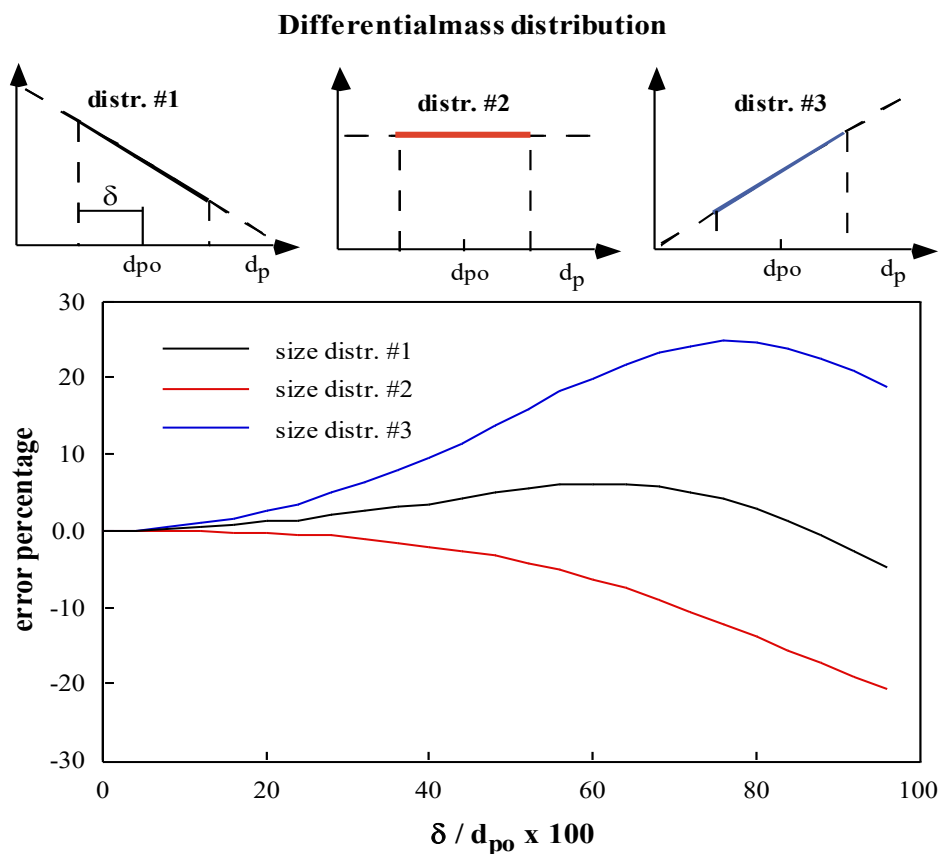 Differentialmass distribution
distr. #1
distr. #2
distr. #3
δ
dpo
dp
dpo
dp
dpo
dp
30
20
10
0.0
-10
-20
-30
error percentage
size distr. #1
size distr. #2
size distr. #3
0
20
40
60
80
100
δ / dpo x 100